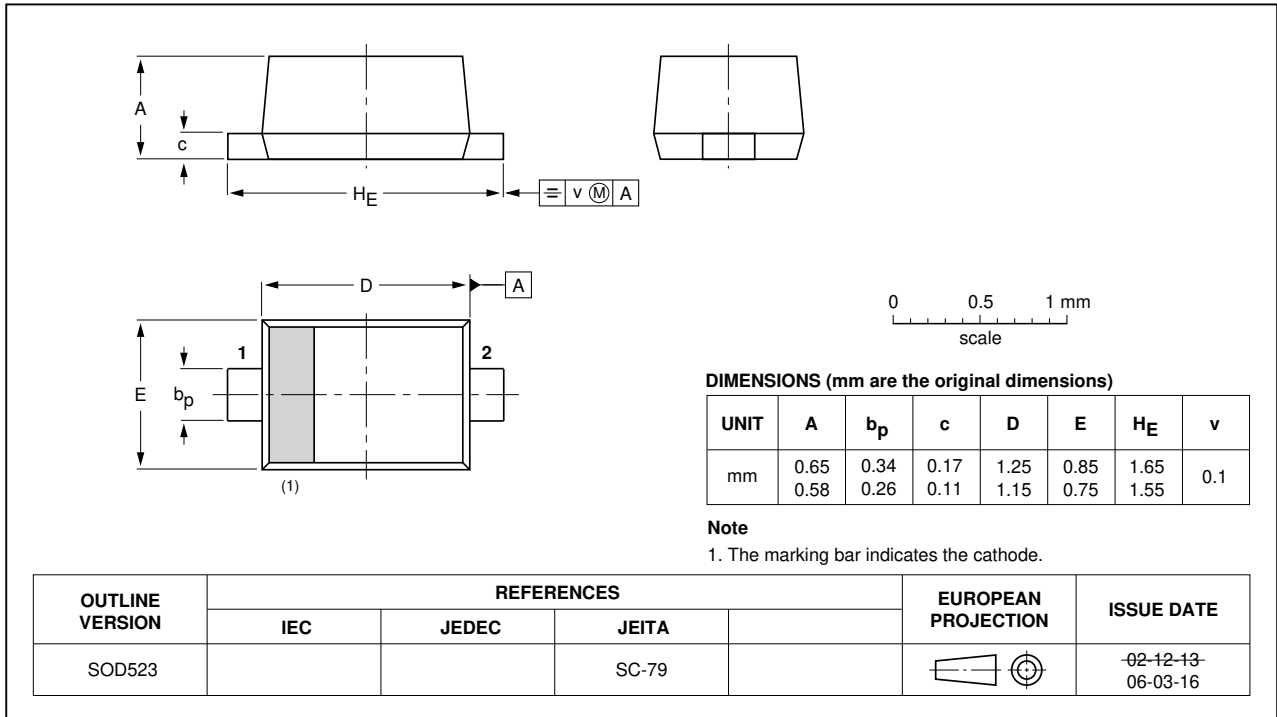 A
c
HE
= v Ⓜ A
D
A
1
2
E
bp
(1)
0 0.5 1 mm
scale
DIMENSIONS (mm are the original dimensions)
UNIT A bp c D E HE v
mm 0.65 0.34 0.17 1.25 0.85 1.65 0.1
0.58 0.26 0.11 1.15 0.75 1.55
Note
1. The marking bar indicates the cathode.
OUTLINE VERSION
REFERENCES
IEC JEDEC JEITA
EUROPEAN PROJECTION
ISSUE DATE
SOD523 SC-79
02-12-13
06-03-16